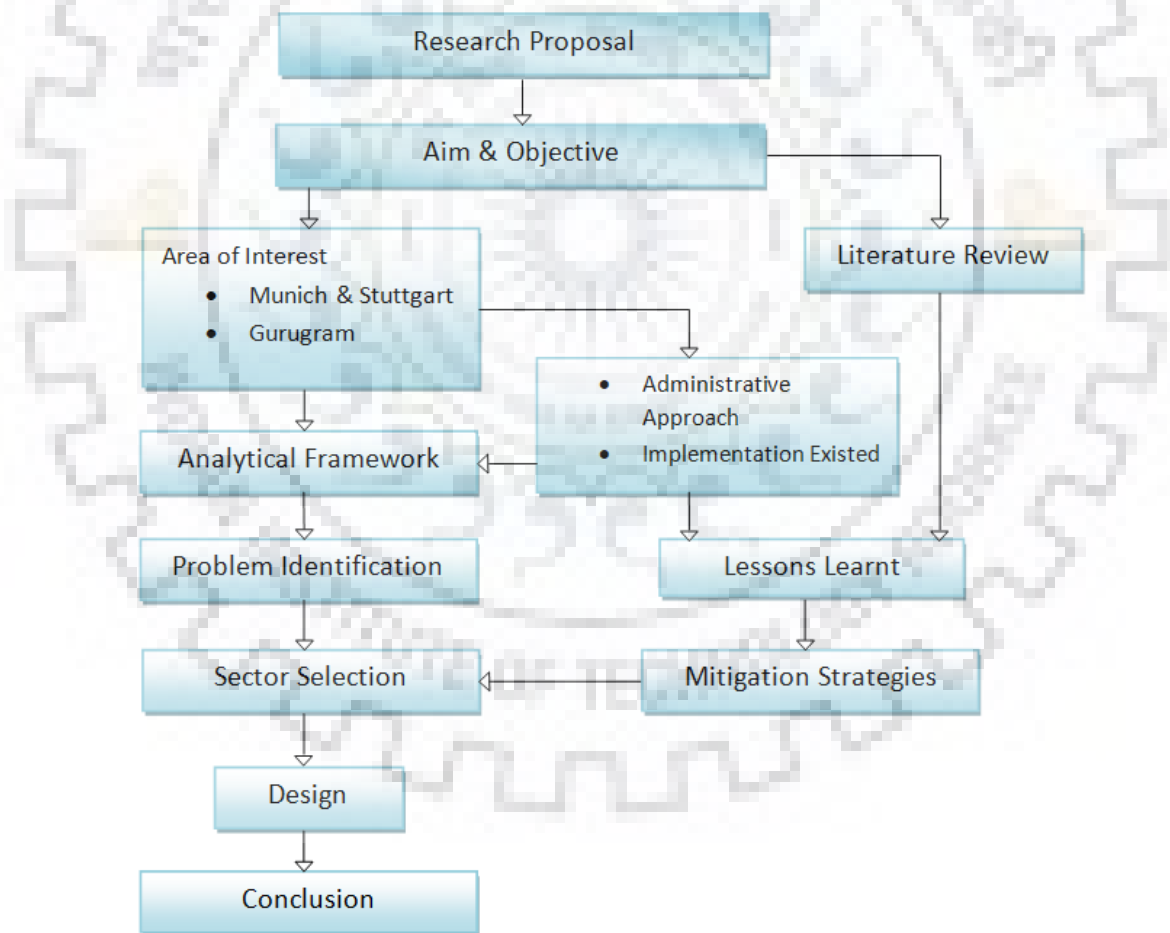 Research Proposal
Aim & Objective
Area of Interest
• Munich & Stuttgart
• Gurugram
Literature Review
• Administrative
Approach
• Implementation Existed
Analytical Framework
Problem Identification
Lessons Learnt
Sector Selection
Mitigation Strategies
Design
Conclusion